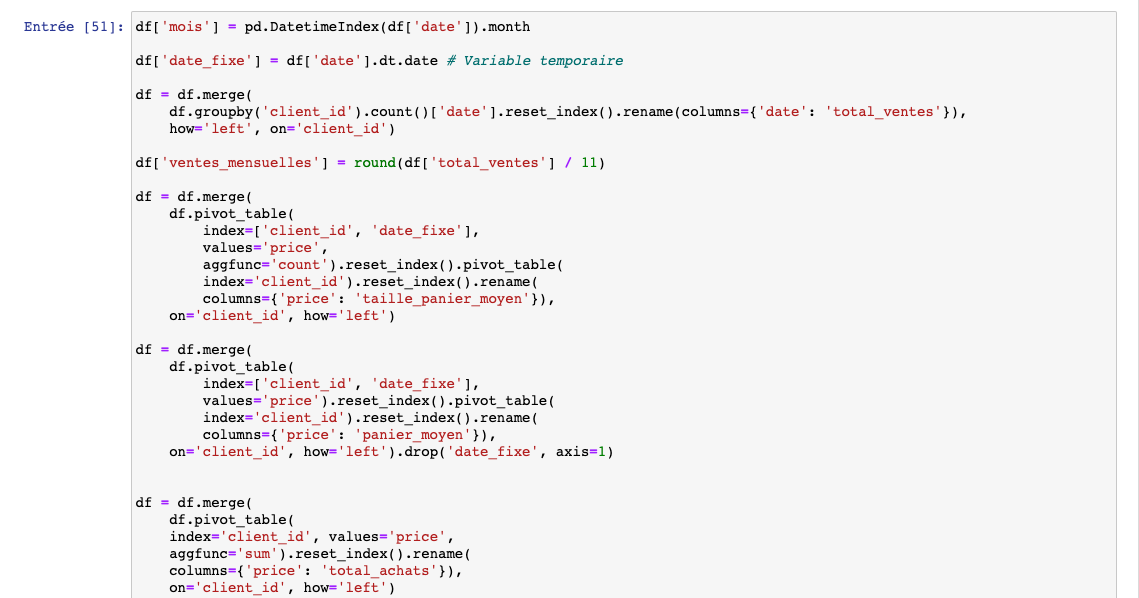 Entrée [51]: df['mois'] = pd.DatetimeIndex(df['date']).month
df['date_fixe'] = df['date'].dt.date # Variable temporaire
df = df.merge(
df.groupby('client_id').count()['date'].reset_index().rename(columns={'date': 'total_ventes'}),
how='left', on='client_id')
df['ventes_mensuelles'] = round(df['total_ventes'] / 11)
df = df.merge(
df.pivot_table(
index=['client_id', 'date_fixe'],
values='price',
aggfunc='count').reset_index().pivot_table(
index='client_id').reset_index().rename(
columns={'price': 'taille_panier_moyen'}),
on='client_id', how='left')
df = df.merge(
df.pivot_table(
index=['client_id', 'date_fixe'],
values='price').reset_index().pivot_table(
index='client_id').reset_index().rename(
columns={'price': 'panier_moyen'}),
on='client_id', how='left').drop('date_fixe', axis=1)
df = df.merge(
df.pivot_table(
index='client_id', values='price',
aggfunc='sum').reset_index().rename(
columns={'price': 'total_achats'}),
on='client_id', how='left')